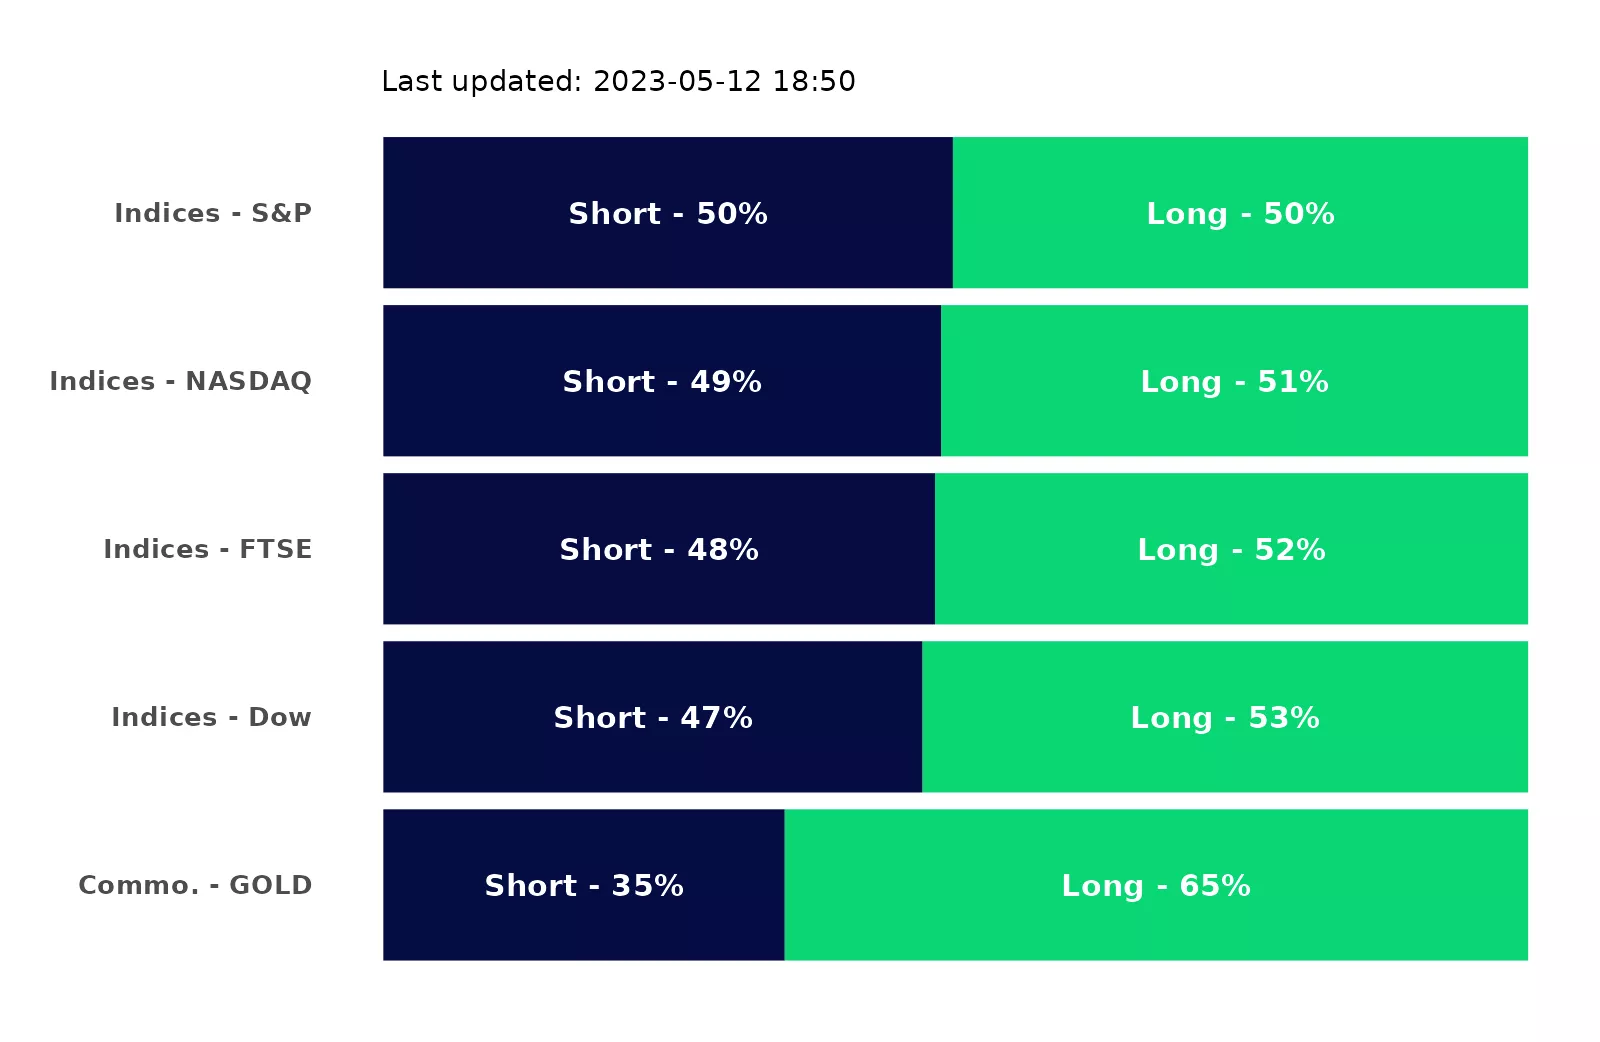 Last updated: 2023-05-12 18:50
Indices - S&P Short - 50% Long - 50%
Indices - NASDAQ Short - 49% Long - 51%
Indices - FTSE Short - 48% Long - 52%
Indices - Dow Short - 47% Long - 53%
Commo. - GOLD Short - 35% Long - 65%